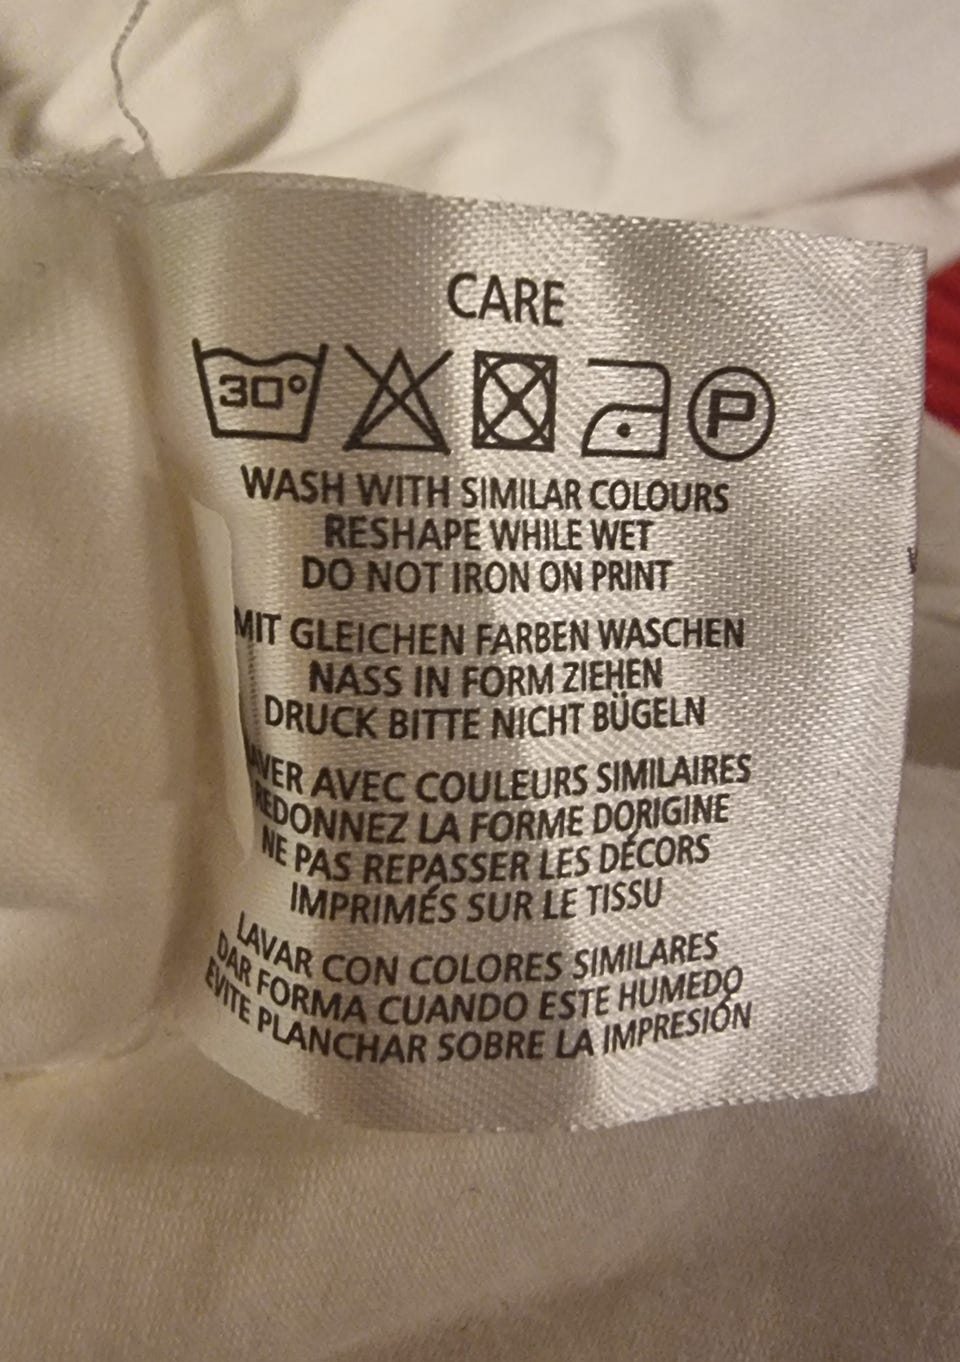 CARE
30°
P
WASH WITH SIMILAR COLOURS
RESHAPE WHILE WET
DO NOT IRON ON PRINT
MIT GLEICHEN FARBEN WASCHEN
NASS IN FORM ZIEHEN
DRUCK BITTE NICHT BÜGELN
AVER AVEC COULEURS SIMILAIRES
REDONNEZ LA FORME DORIGINE
NE PAS REPASSER LES DÉCORS
IMPRIMÉS SUR LE TISSU
LAVAR CON COLORES SIMILARES
DAR FORMA CUANDO ESTE HUMEDO
EVITE PLANCHAR SOBRE LA IMPRESIÓN